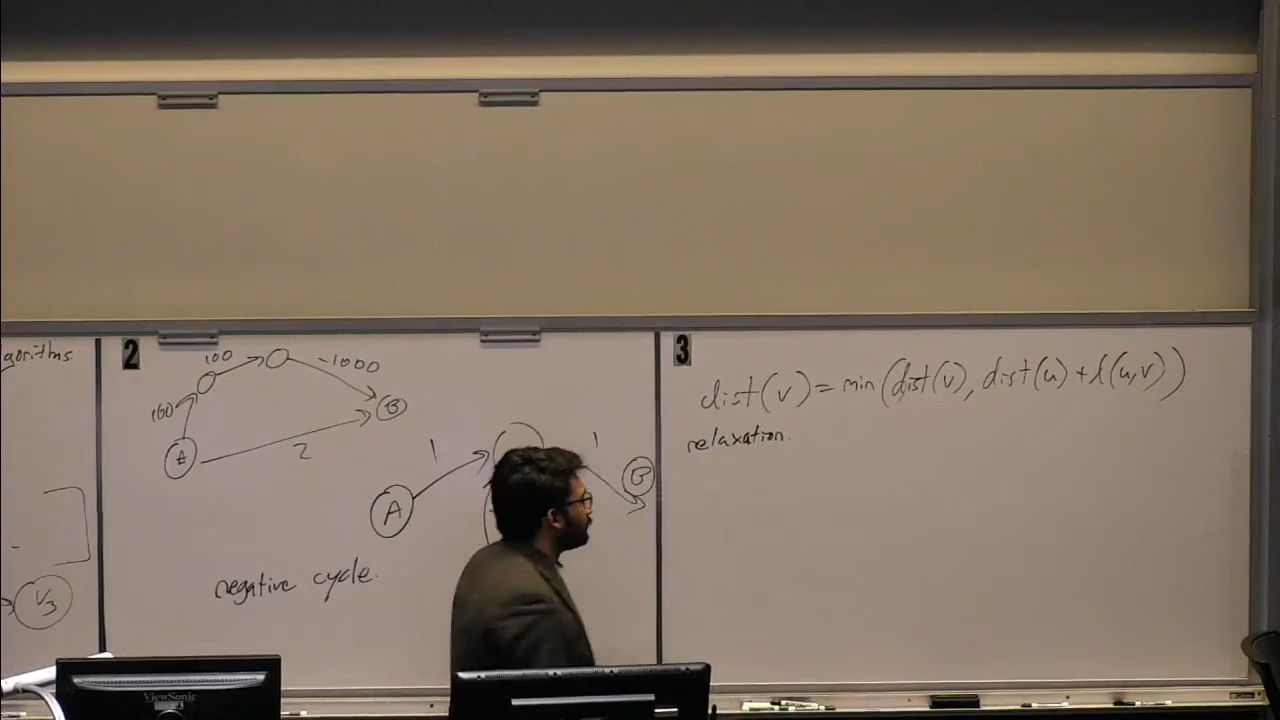 gorithms
V3
2
100
-1000
100
B
A
2
1
1
A
B
negative cycle.
3
dist(v) = min(dist(v), dist(u) + l(u,v))
relaxation.
ViewSonic